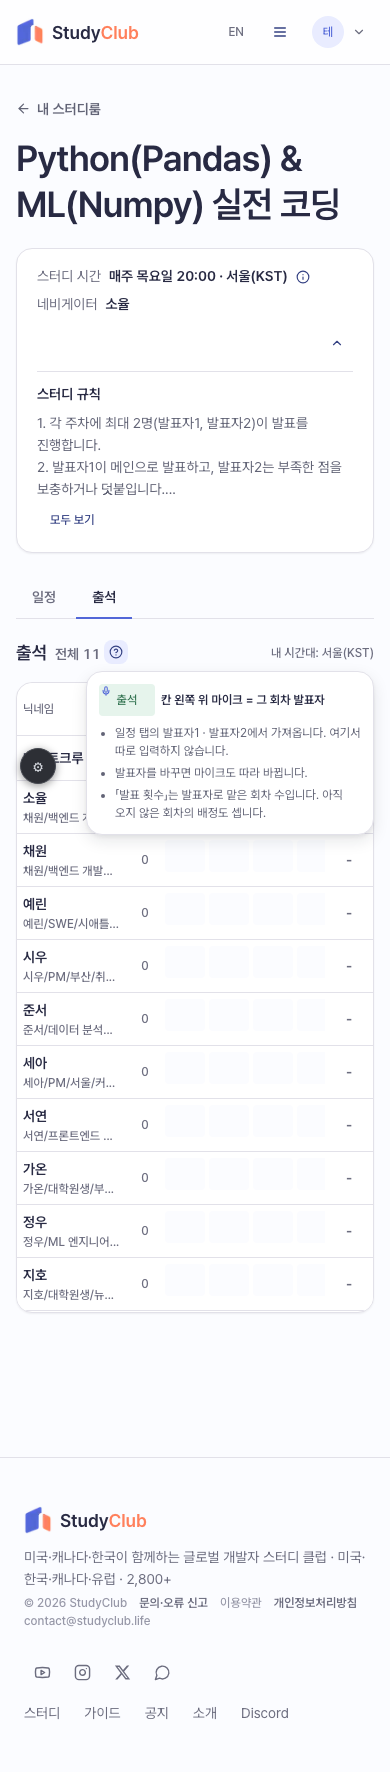 StudyClub
EN
테
내 스터디룸
Python(Pandas) &
ML(Numpy) 실전 코딩
스터디 시간 매주 목요일 20:00 · 서울(KST)
네비게이터 소율
스터디 규칙
1. 각 주차에 최대 2명(발표자1, 발표자2)이 발표를
진행합니다.
2. 발표자1이 메인으로 발표하고, 발표자2는 부족한 점을
보충하거나 덧붙입니다....
모두 보기
일정 출석
출석 전체 11
내 시간대: 서울(KST)
닉네임
출석 칸 왼쪽 위 마이크 = 그 회차 발표자
일정 탭의 발표자1 · 발표자2에서 가져옵니다. 여기서
따로 입력하지 않습니다.
발표자를 바꾸면 마이크도 따라 바뀝니다.
「발표 횟수」는 발표자로 맡은 회차 수입니다. 아직
오지 않은 회차의 배정도 셉니다.
트크루
소율
채원/백엔드
채원
채원/백엔드 개발... 0 -
예린
예린/SWE/시애틀... 0 -
시우
시우/PM/부산/취... 0 -
준서
준서/데이터 분석... 0 -
세아
세아/PM/서울/커... 0 -
서연
서연/프론트엔드 ... 0 -
가온
가온/대학원생/부... 0 -
정우
정우/ML 엔지니어... 0 -
지호
지호/대학원생/뉴... 0 -
StudyClub
미국·캐나다·한국이 함께하는 글로벌 개발자 스터디 클럽 · 미국·
한국·캐나다·유럽 · 2,800+
© 2026 StudyClub 문의·오류 신고 이용약관 개인정보처리방침
contact@studyclub.life
스터디 가이드 공지 소개 Discord